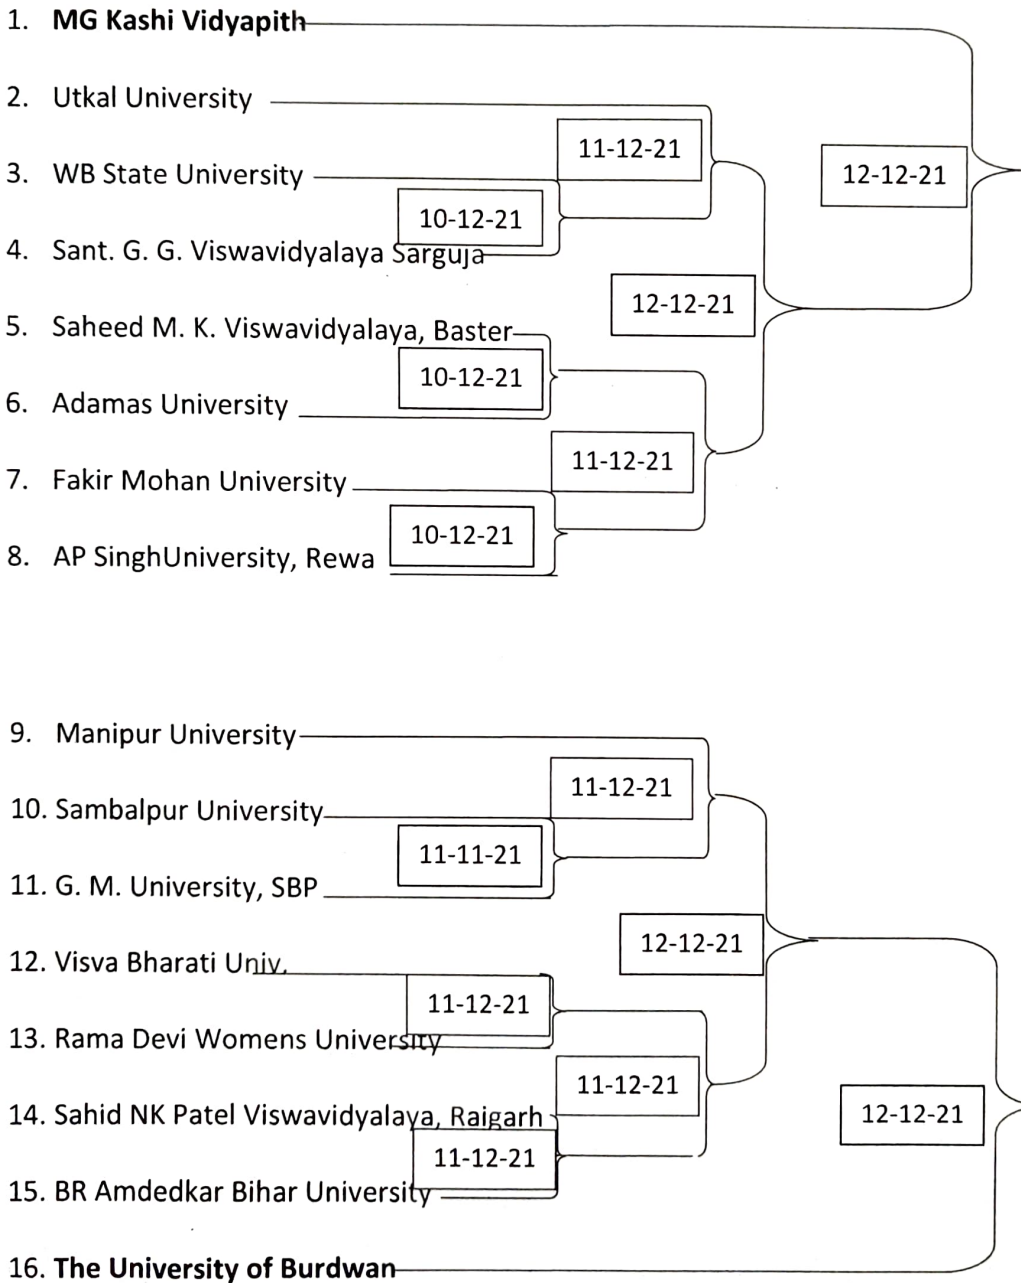 1. MG Kashi Vidyapith
2. Utkal University
11-12-21
12-12-21
3. WB State University
10-12-21
4. Sant. G. G. Viswavidyalaya Sarguja
12-12-21
5. Saheed M. K. Viswavidyalaya, Baster
10-12-21
6. Adamas University
11-12-21
7. Fakir Mohan University
10-12-21
8. AP SinghUniversity, Rewa
9. Manipur University
11-12-21
10. Sambalpur University
11-11-21
11. G. M. University, SBP
12-12-21
12. Visva Bharati Univ.
11-12-21
13. Rama Devi Womens University
11-12-21
14. Sahid NK Patel Viswavidyalaya, Raigarh
12-12-21
11-12-21
15. BR Amdedkar Bihar University
16. The University of Burdwan